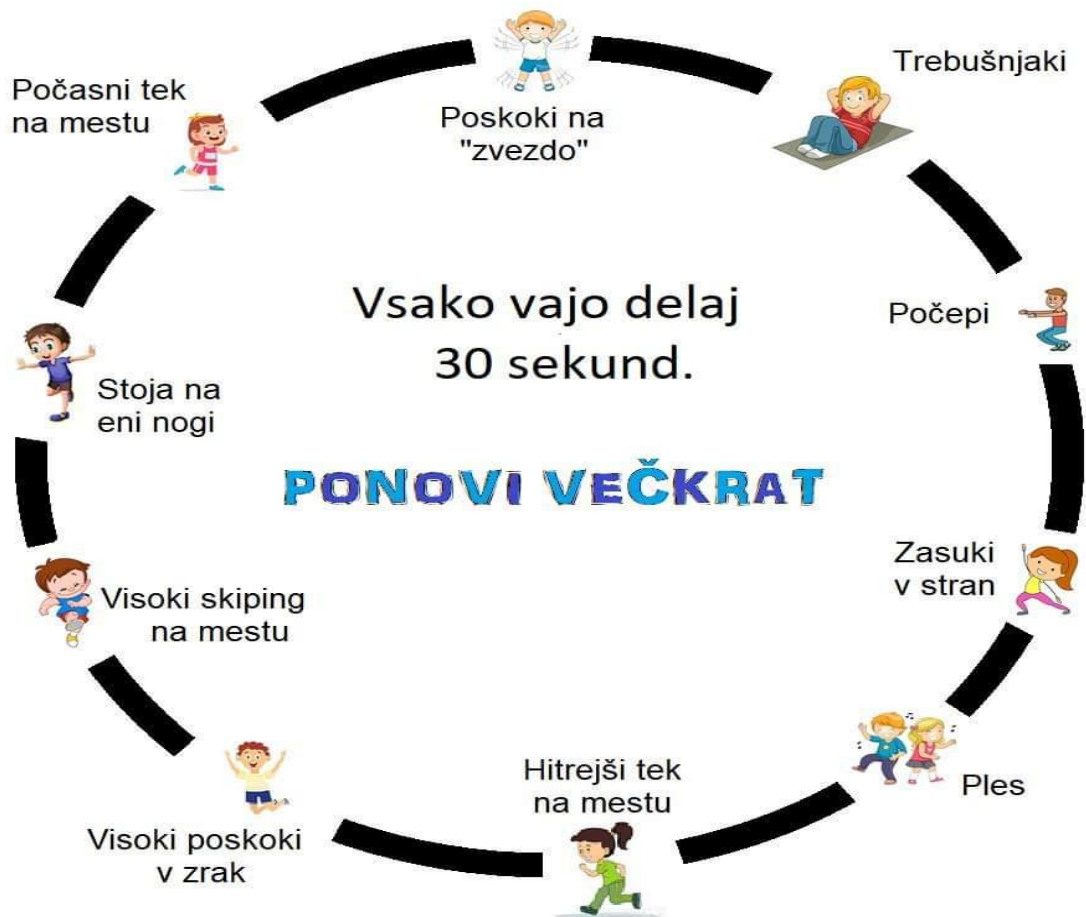 Poskoki na
"zvezdo"
Trebušnjaki
Počepi
Zasuki
v stran
Ples
Hitrejši tek
na mestu
Visoki poskoki
v zrak
Visoki skiping
na mestu
Stoja na
eni nogi
Počasni tek
na mestu
Vsako vajo delaj
30 sekund.
PONOVI VEČKRAT